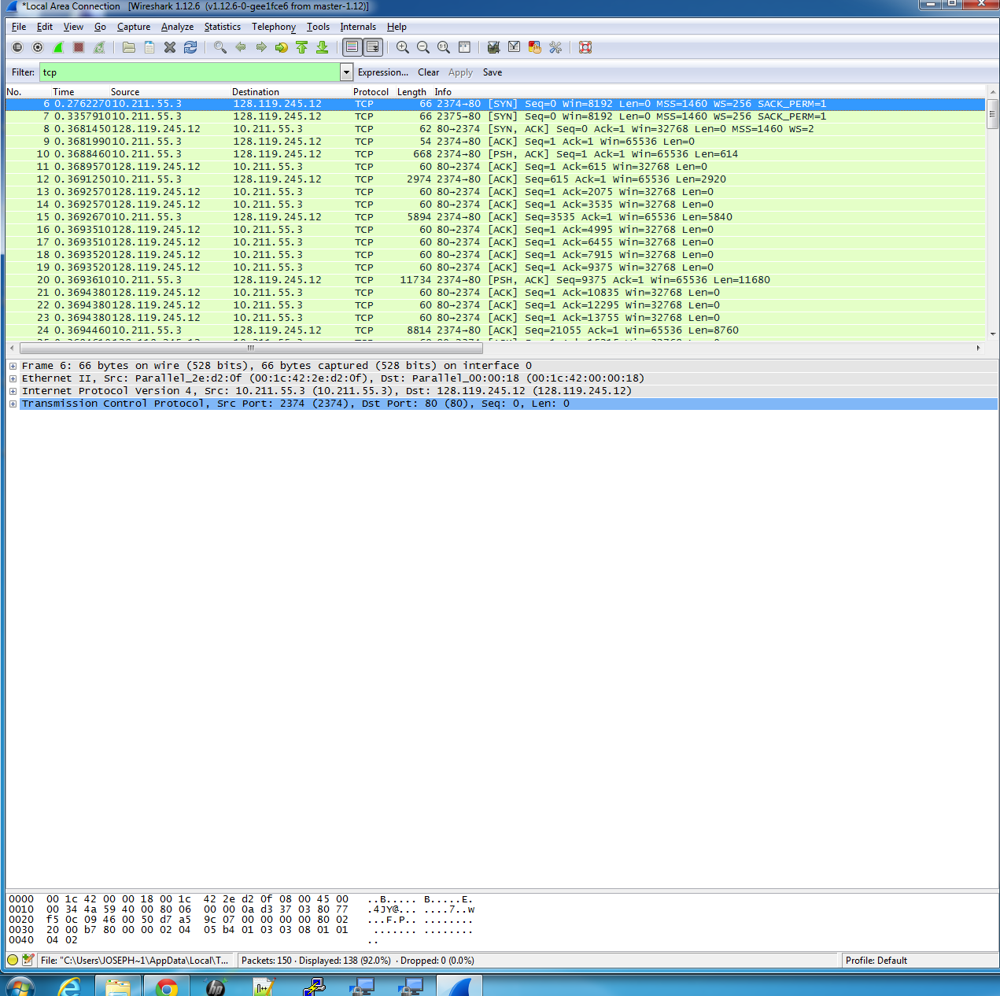 *Local Area Connection [Wireshark 1.12.6 (v1.12.6-0-gee1fce6 from master-1.12)]
File Edit View Go Capture Analyze Statistics Telephony Tools Internals Help
Filter: tcp Expression... Clear Apply Save
No. Time Source Destination Protocol Length Info
6 0.2762270 10.211.55.3 128.119.245.12 TCP 66 2374→80 [SYN] Seq=0 Win=8192 Len=0 MSS=1460 WS=256 SACK_PERM=1
7 0.3357910 10.211.55.3 128.119.245.12 TCP 66 2375→80 [SYN] Seq=0 Win=8192 Len=0 MSS=1460 WS=256 SACK_PERM=1
8 0.3681450 128.119.245.12 10.211.55.3 TCP 62 80→2374 [SYN, ACK] Seq=0 Ack=1 Win=32768 Len=0 MSS=1460 WS=2
9 0.3681990 10.211.55.3 128.119.245.12 TCP 54 2374→80 [ACK] Seq=1 Ack=1 Win=65536 Len=0
10 0.3688460 10.211.55.3 128.119.245.12 TCP 668 2374→80 [PSH, ACK] Seq=1 Ack=1 Win=65536 Len=614
11 0.3689570 128.119.245.12 10.211.55.3 TCP 60 80→2374 [ACK] Seq=1 Ack=615 Win=32768 Len=0
12 0.3691250 10.211.55.3 128.119.245.12 TCP 2974 2374→80 [ACK] Seq=615 Ack=1 Win=65536 Len=2920
13 0.3692570 128.119.245.12 10.211.55.3 TCP 60 80→2374 [ACK] Seq=1 Ack=2075 Win=32768 Len=0
14 0.3692570 128.119.245.12 10.211.55.3 TCP 60 80→2374 [ACK] Seq=1 Ack=3535 Win=32768 Len=0
15 0.3692670 10.211.55.3 128.119.245.12 TCP 5894 2374→80 [ACK] Seq=3535 Ack=1 Win=65536 Len=5840
16 0.3693510 128.119.245.12 10.211.55.3 TCP 60 80→2374 [ACK] Seq=1 Ack=4995 Win=32768 Len=0
17 0.3693510 128.119.245.12 10.211.55.3 TCP 60 80→2374 [ACK] Seq=1 Ack=6455 Win=32768 Len=0
18 0.3693520 128.119.245.12 10.211.55.3 TCP 60 80→2374 [ACK] Seq=1 Ack=7915 Win=32768 Len=0
19 0.3693520 128.119.245.12 10.211.55.3 TCP 60 80→2374 [ACK] Seq=1 Ack=9375 Win=32768 Len=0
20 0.3693610 10.211.55.3 128.119.245.12 TCP 11734 2374→80 [PSH, ACK] Seq=9375 Ack=1 Win=65536 Len=11680
21 0.3694380 128.119.245.12 10.211.55.3 TCP 60 80→2374 [ACK] Seq=1 Ack=10835 Win=32768 Len=0
22 0.3694380 128.119.245.12 10.211.55.3 TCP 60 80→2374 [ACK] Seq=1 Ack=12295 Win=32768 Len=0
23 0.3694380 128.119.245.12 10.211.55.3 TCP 60 80→2374 [ACK] Seq=1 Ack=13755 Win=32768 Len=0
24 0.3694460 10.211.55.3 128.119.245.12 TCP 8814 2374→80 [ACK] Seq=21055 Ack=1 Win=65536 Len=8760
Frame 6: 66 bytes on wire (528 bits), 66 bytes captured (528 bits) on interface 0
Ethernet II, Src: Parallel_2e:d2:0f (00:1c:42:2e:d2:0f), Dst: Parallel_00:00:18 (00:1c:42:00:00:18)
Internet Protocol Version 4, Src: 10.211.55.3 (10.211.55.3), Dst: 128.119.245.12 (128.119.245.12)
Transmission Control Protocol, Src Port: 2374 (2374), Dst Port: 80 (80), Seq: 0, Len: 0
0000 00 1c 42 00 00 18 00 1c 42 2e d2 0f 08 00 45 00 ..B..... B.....E.
0010 00 34 4a 59 40 00 80 06 00 00 0a d3 37 03 80 77 .4JY@... ....7..w
0020 f5 0c 09 46 00 50 d7 a5 9c 07 00 00 00 00 80 02 ...F.P.. ........
0030 20 00 b7 80 00 00 02 04 05 b4 01 03 03 08 01 01 ....... ........
0040 04 02 ..
File: "C:\Users\JOSEPH~1\AppData\Local\T... Packets: 150 · Displayed: 138 (92.0%) · Dropped: 0 (0.0%) Profile: Default